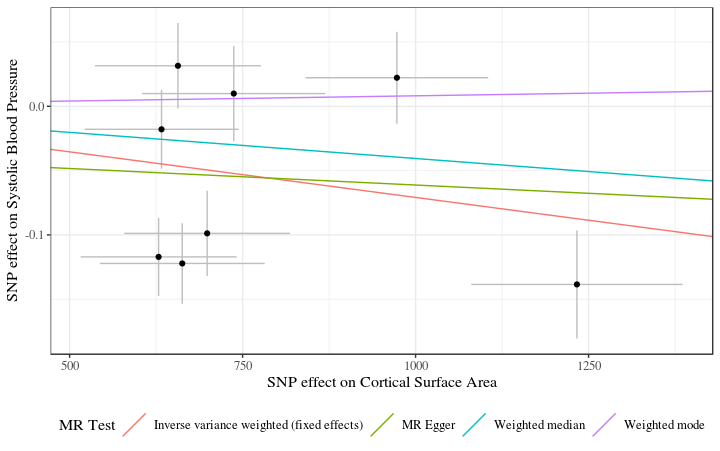 SNP effect on Systolic Blood Pressure
0.0
-0.1
500
750
1000
1250
SNP effect on Cortical Surface Area
MR Test
Inverse variance weighted (fixed effects)
MR Egger
Weighted median
Weighted mode